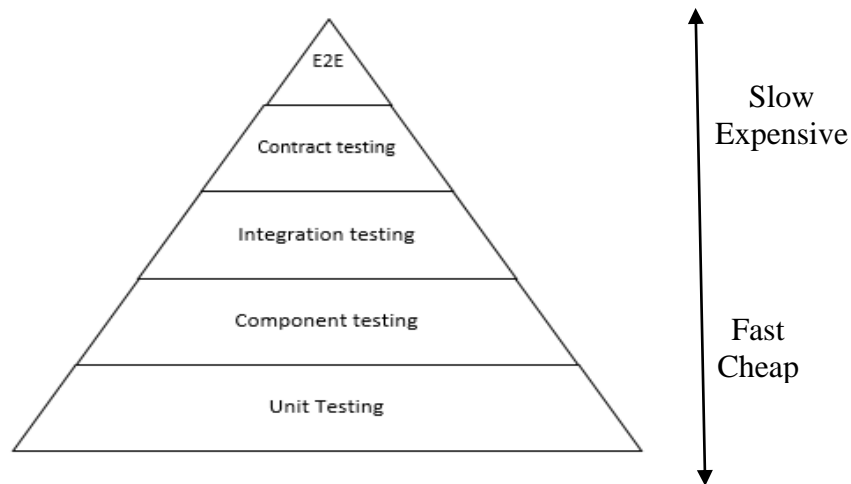 E2E
Contract testing
Integration testing
Component testing
Unit Testing
Slow
Expensive
Fast
Cheap